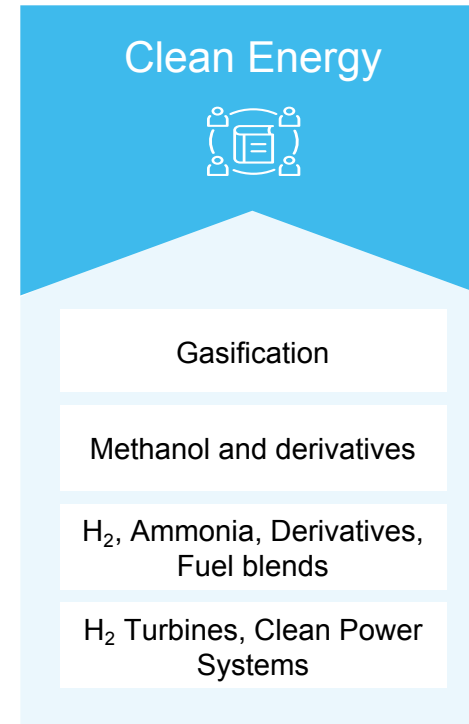 Clean Energy
Gasification
Methanol and derivatives
H₂, Ammonia, Derivatives,
Fuel blends
H₂ Turbines, Clean Power
Systems